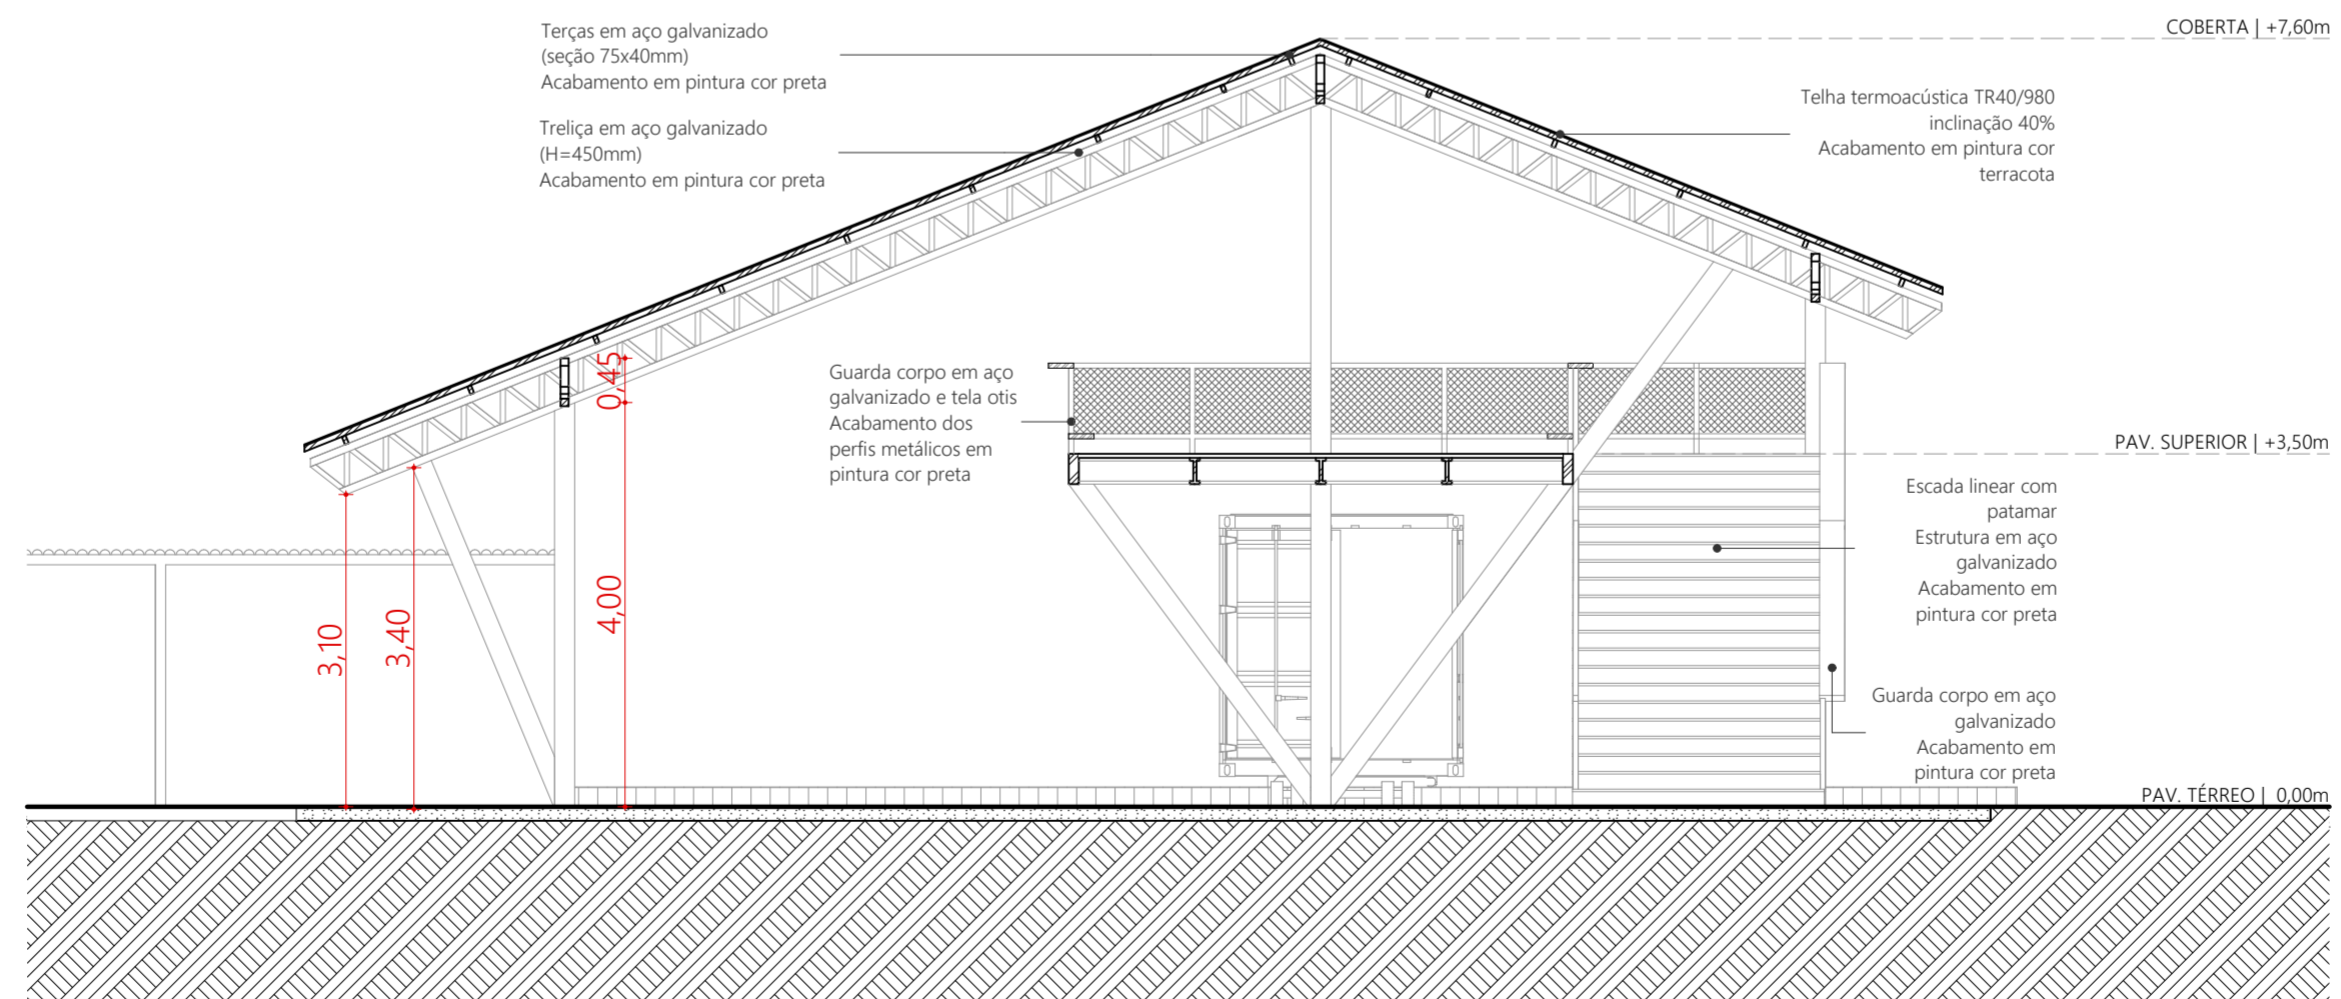 Terças em aço galvanizado
(seção 75x40mm)
Acabamento em pintura cor preta
Treliça em aço galvanizado
(H=450mm)
Acabamento em pintura cor preta
COBERTA | +7,60m
Telha termoacústica TR40/980
inclinação 40%
Acabamento em pintura cor
terracota
0,45
Guarda corpo em aço
galvanizado e tela otis
Acabamento dos
perfis metálicos em
pintura cor preta
PAV. SUPERIOR | +3,50m
Escada linear com
patamar
Estrutura em aço
galvanizado
Acabamento em
pintura cor preta
3,10
3,40
4,00
Guarda corpo em aço
galvanizado
Acabamento em
pintura cor preta
PAV. TÉRREO | 0,00m